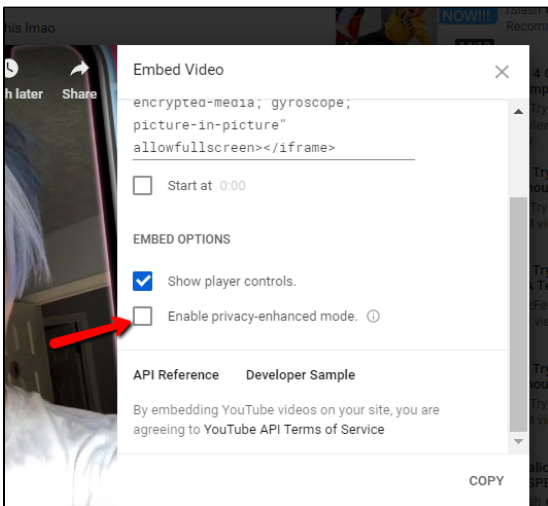 his lmao
NOW!!!
Recomi
h later Share
Embed Video
encrypted-media; gyroscope;
picture-in-picture"
allowfullscreen></iframe>
Start at 0:00
EMBED OPTIONS
Show player controls.
Enable privacy-enhanced mode.
API Reference Developer Sample
By embedding YouTube videos on your site, you are
agreeing to YouTube API Terms of Service
COPY